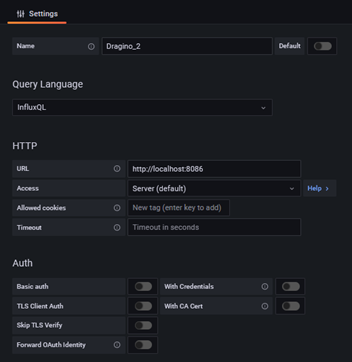 Settings
Name Dragino_2 Default
Query Language
InfluxQL
HTTP
URL http://localhost:8086
Access Server (default) Help >
Allowed cookies New tag (enter key to add)
Timeout Timeout in seconds
Auth
Basic auth With Credentials
TLS Client Auth With CA Cert
Skip TLS Verify
Forward OAuth Identity